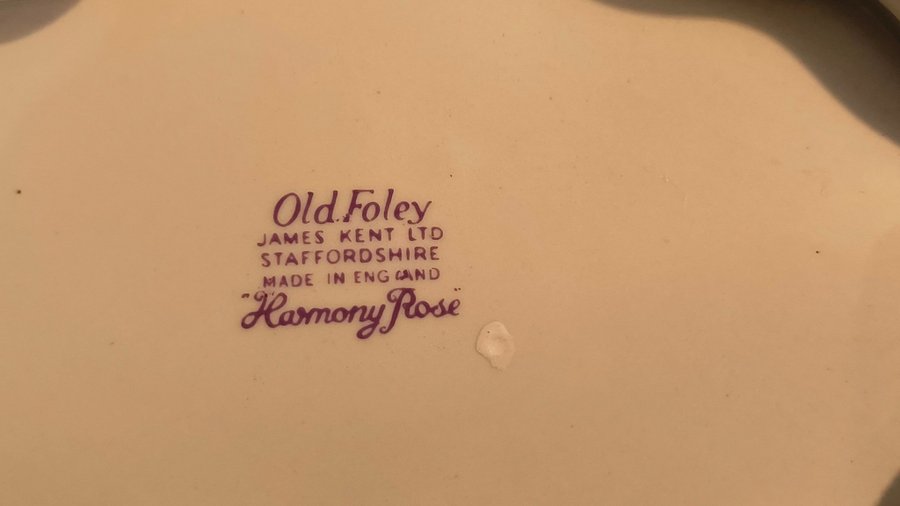 Old Foley
JAMES KENT LTD
STAFFORDSHIRE
MADE IN ENGLAND
"Harmony Rose"